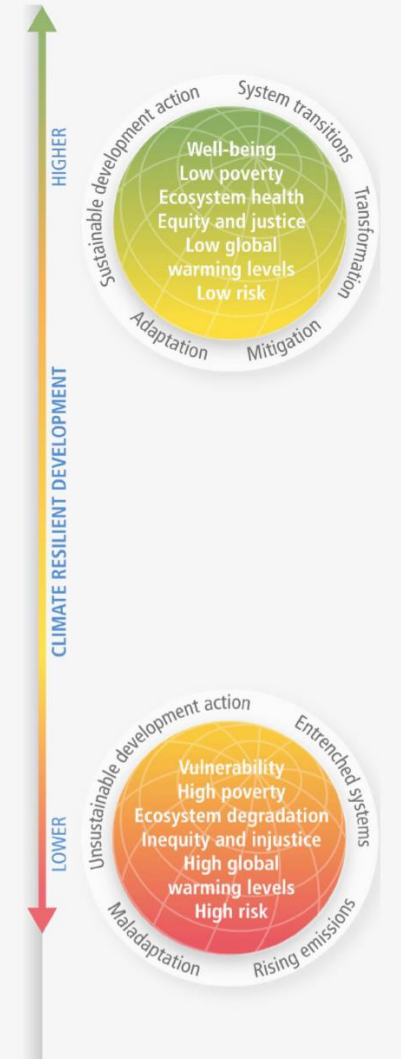 HIGHER
CLIMATE RESILIENT DEVELOPMENT
LOWER
Sustainable development action
System transitions
Transformation
Mitigation
Adaptation
Well-being
Low poverty
Ecosystem health
Equity and justice
Low global
warming levels
Low risk
Unsustainable development action
Entrenched systems
Rising emissions
Maladaptation
Vulnerability
High poverty
Ecosystem degradation
Inequity and injustice
High global
warming levels
High risk